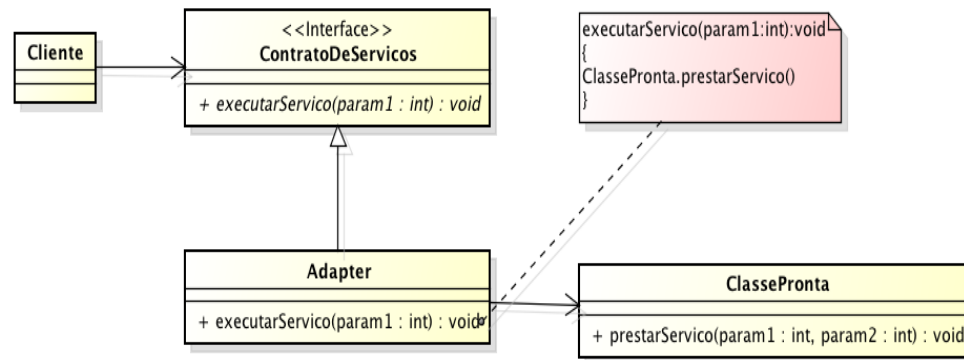 Cliente
<<Interface>>
ContratoDeServicos
+ executarServico(param1 : int) : void
executarServico(param1:int):void
{
ClassePronta.prestarServico()
}
Adapter
+ executarServico(param1 : int) : void
ClassePronta
+ prestarServico(param1 : int, param2 : int) : void